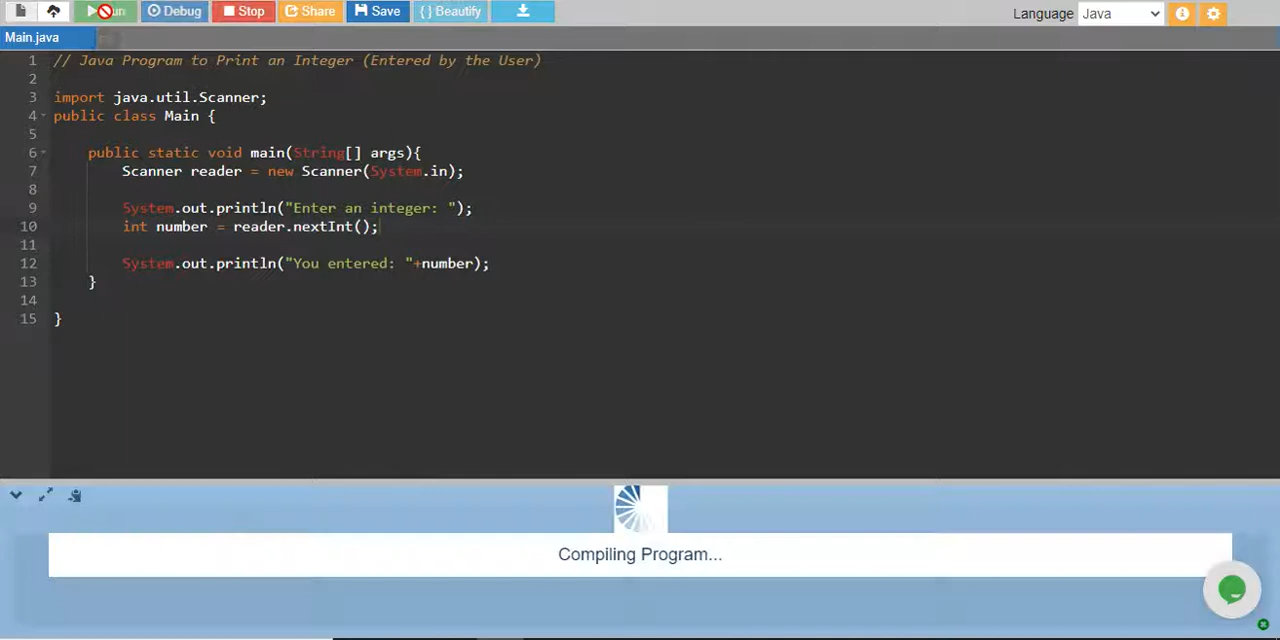 Debug Stop Share Save { } Beautify Language Java
Main.java
1 // Java Program to Print an Integer (Entered by the User)
2
3 import java.util.Scanner;
4 public class Main {
5
6 public static void main(String[] args){
7 Scanner reader = new Scanner(System.in);
8
9 System.out.println("Enter an integer: ");
10 int number = reader.nextInt();
11
12 System.out.println("You entered: "+number);
13 }
14
15 }
Compiling Program...